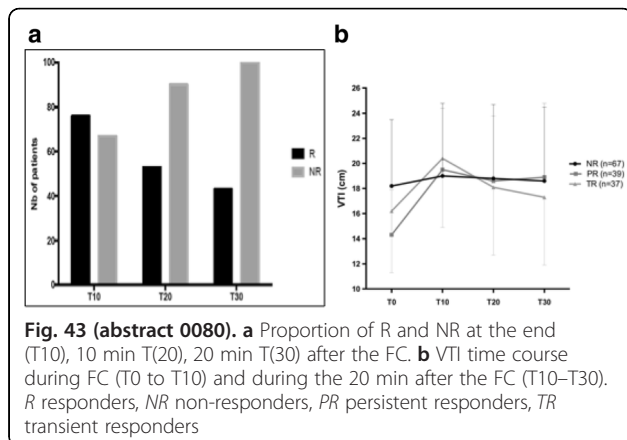 a
b
100
80
60
40
20
0
Nb of patients
T10
T20
T30
R
NR
26
24
22
20
18
16
14
12
10
VTI (cm)
T0
T10
T20
T30
NR (n=67)
PR (n=39)
TR (n=37)
Fig. 43 (abstract 0080). a Proportion of R and NR at the end
(T10), 10 min T(20), 20 min T(30) after the FC. b VTI time course
during FC (T0 to T10) and during the 20 min after the FC (T10–T30).
R responders, NR non-responders, PR persistent responders, TR
transient responders